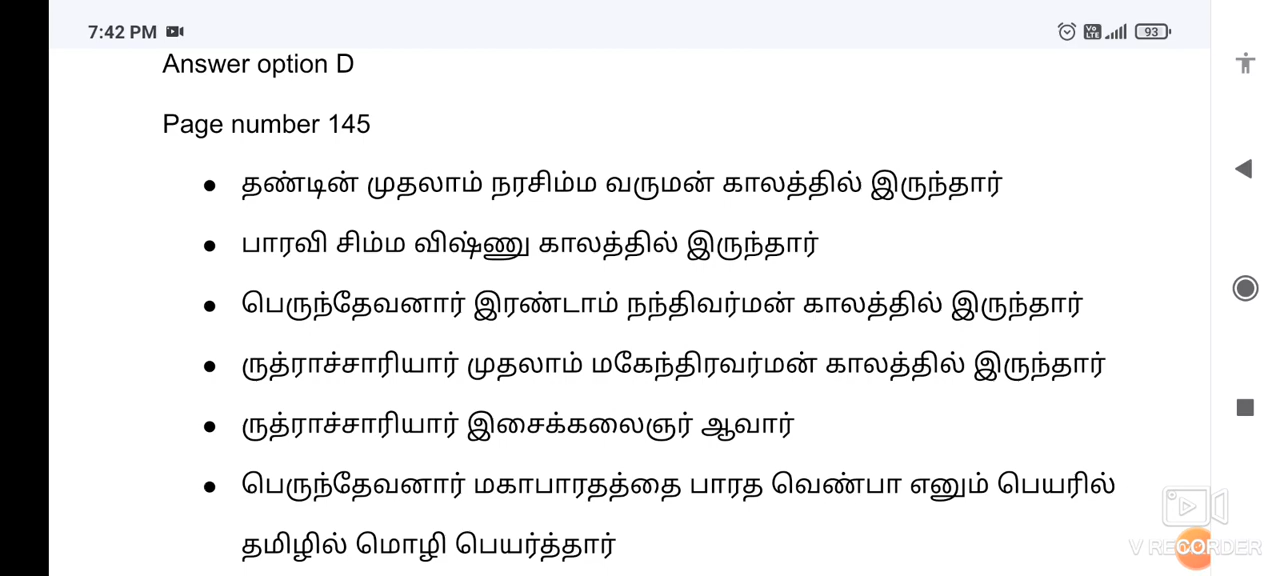 7:42 PM
Vo LTE 93
Answer option D
Page number 145
• தண்டின் முதலாம் நரசிம்ம வருமன் காலத்தில் இருந்தார்
• பாரவி சிம்ம விஷ்ணு காலத்தில் இருந்தார்
• பெருந்தேவனார் இரண்டாம் நந்திவர்மன் காலத்தில் இருந்தார்
• ருத்ராச்சாரியார் முதலாம் மகேந்திரவர்மன் காலத்தில் இருந்தார்
• ருத்ராச்சாரியார் இசைக்கலைஞர் ஆவார்
• பெருந்தேவனார் மகாபாரதத்தை பாரத வெண்பா எனும் பெயரில்
தமிழில் மொழி பெயர்த்தார்
V RECORDER